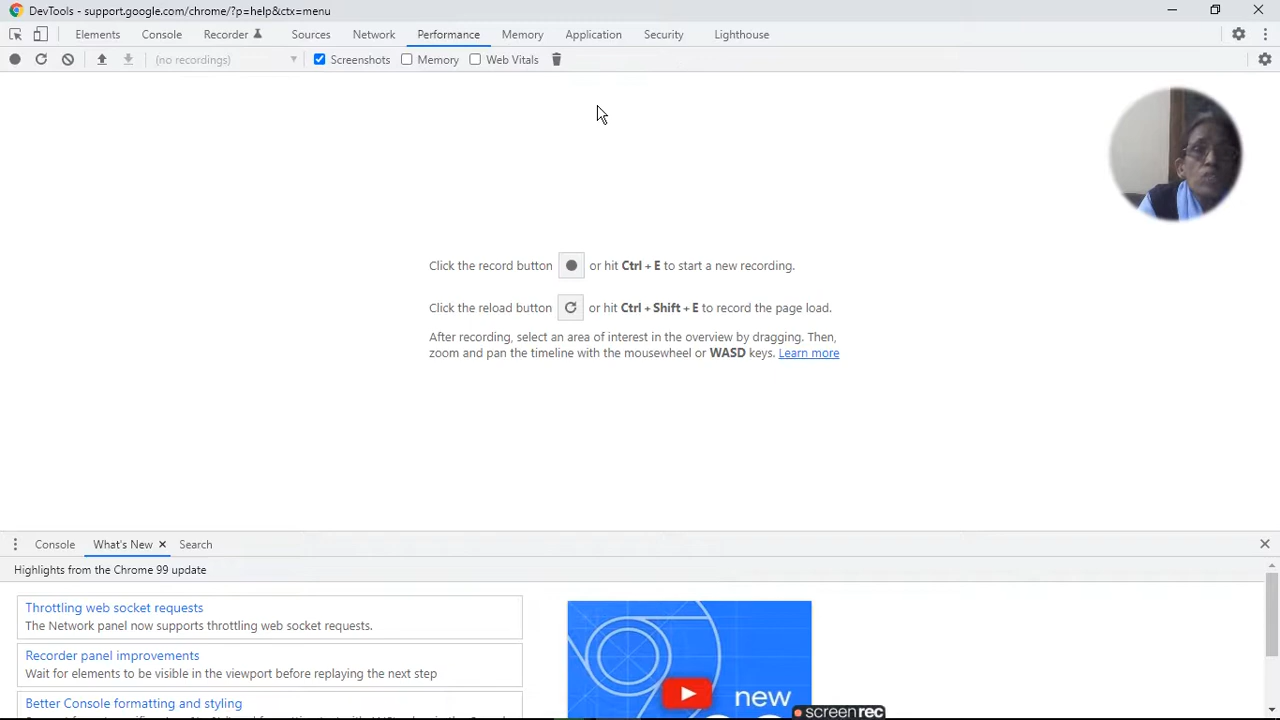 DevTools - support.google.com/chrome/?p=help&ctx=menu
Elements Console Recorder Sources Network Performance Memory Application Security Lighthouse
(no recordings) Screenshots Memory Web Vitals
Click the record button or hit Ctrl + E to start a new recording.
Click the reload button or hit Ctrl + Shift + E to record the page load.
After recording, select an area of interest in the overview by dragging. Then,
zoom and pan the timeline with the mousewheel or WASD keys. Learn more
Console What's New Search
Highlights from the Chrome 99 update
Throttling web socket requests
The Network panel now supports throttling web socket requests.
Recorder panel improvements
Wait for elements to be visible in the viewport before replaying the next step
Better Console formatting and styling
new
screenrec